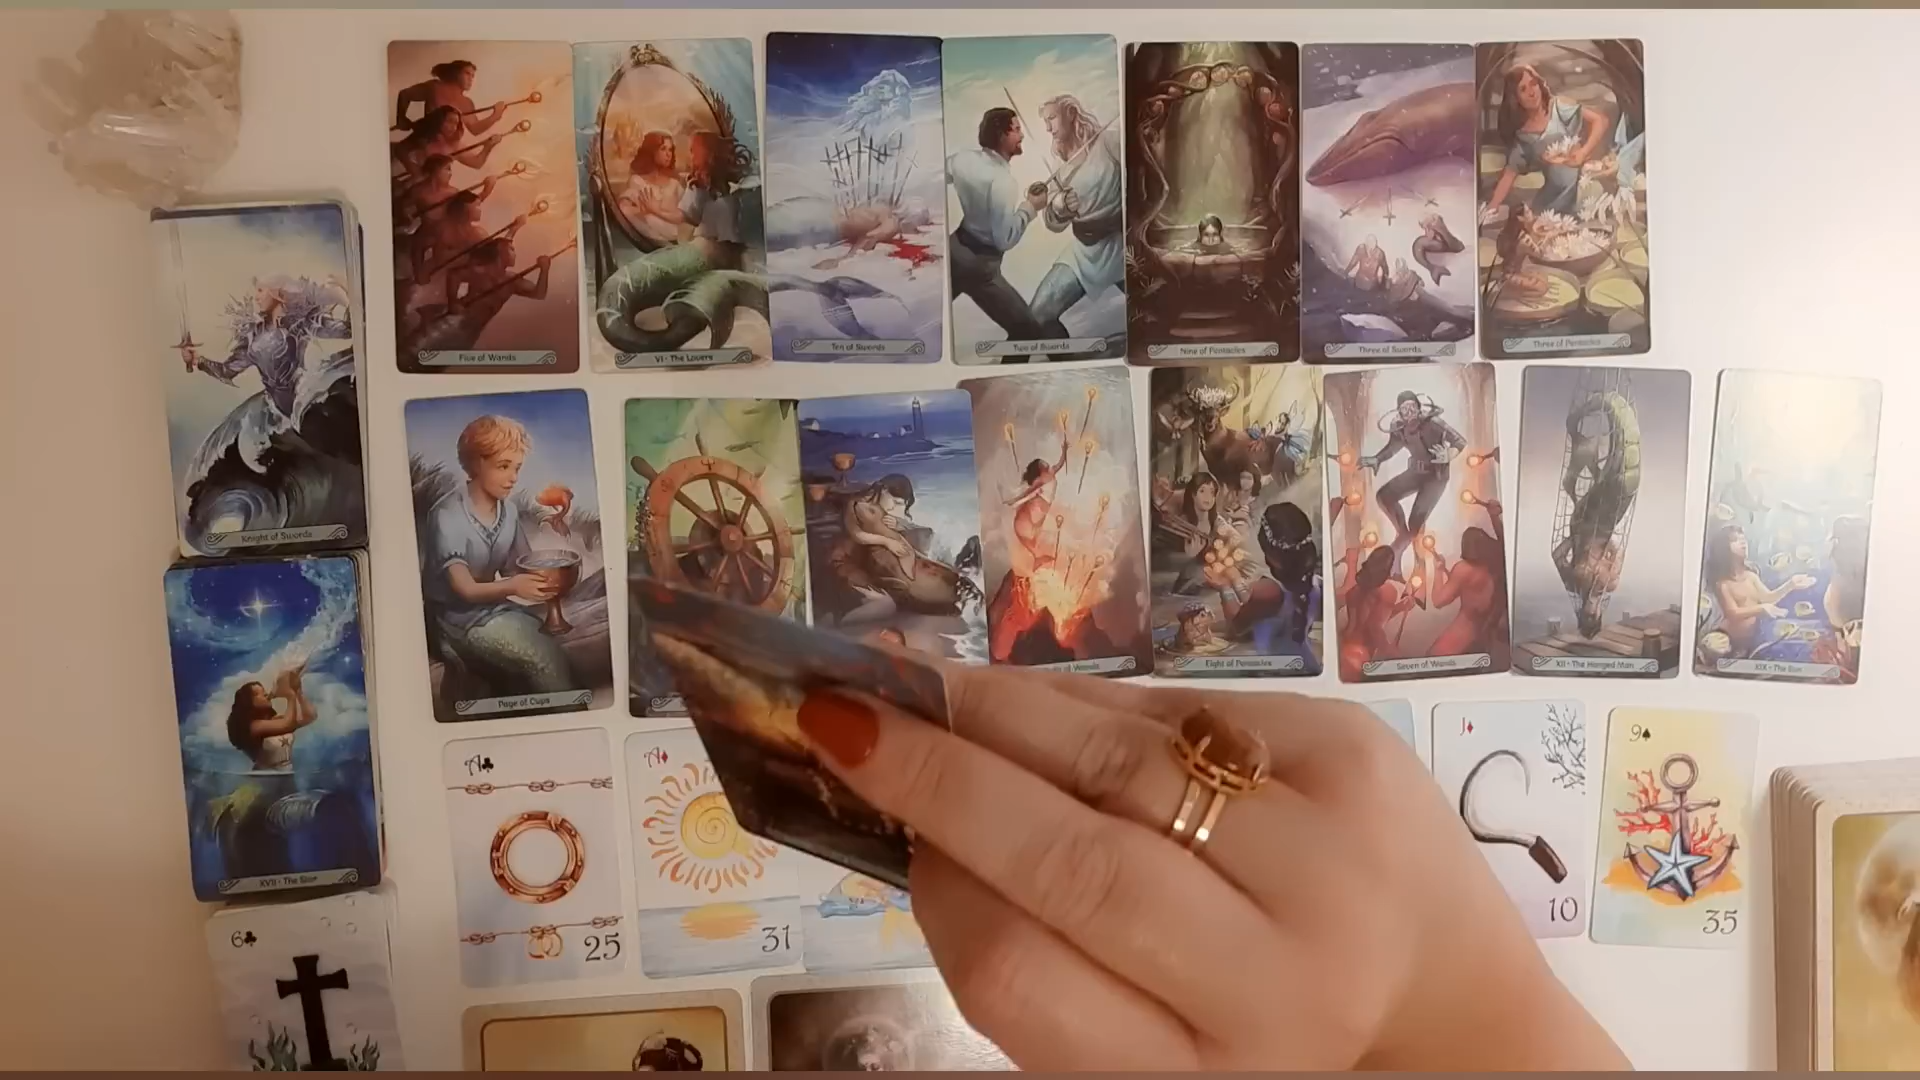 Five of Wands
VI - The Lovers
Ten of Swords
Two of Swords
Nine of Pentacles
Three of Swords
Three of Pentacles
Knight of Swords
Page of Cups
of Wands
Eight of Pentacles
Seven of Wands
XII - The Hanged Man
XIX - The Sun
XVII - The Star
A♣
25
A♦
31
J♦
10
9♠
35
6♣